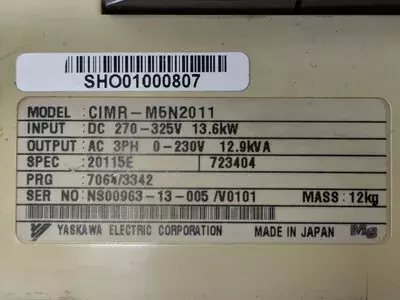 SHO01000807
MODEL: CIMR-M5N2011
INPUT: DC 270-325V 13.6kW
OUTPUT: AC 3PH 0-230V 12.9kVA
SPEC: 20115E 723404
PRG: 7064/3342
SER NO: NS00963-13-005/V0101 MASS: 12kg
YASKAWA ELECTRIC CORPORATION MADE IN JAPAN MG